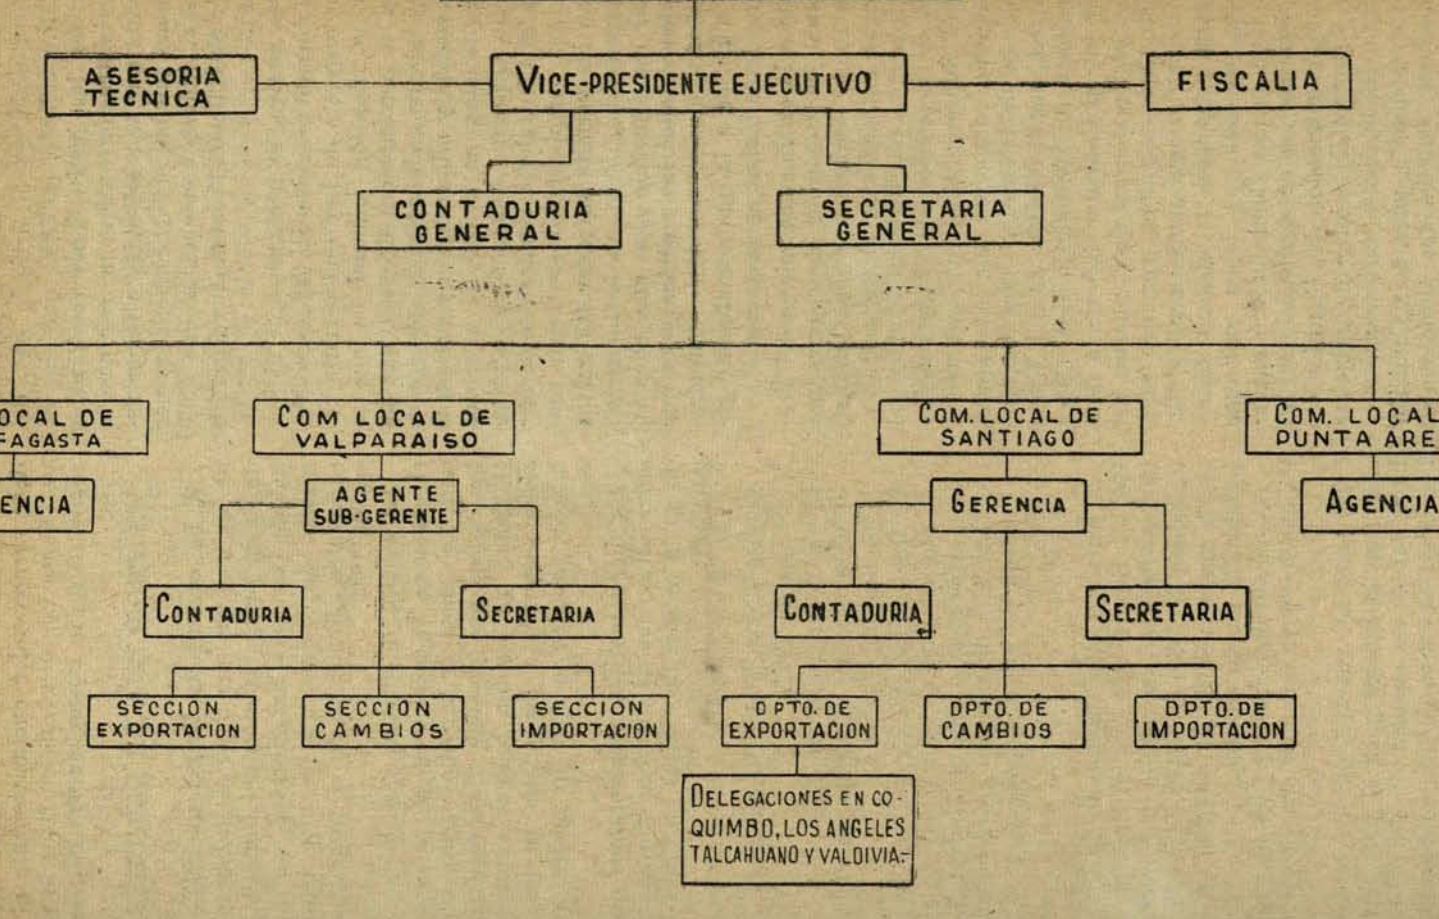 ASESORIA
TECNICA
VICE-PRESIDENTE EJECUTIVO
FISCALIA
CONTADURIA
GENERAL
SECRETARIA
GENERAL
OCAL DE
FAGASTA
COM LOCAL DE
VALPARAISO
COM. LOCAL DE
SANTIAGO
COM. LOCAL
PUNTA ARE
ENCIA
AGENTE
SUB-GERENTE
GERENCIA
AGENCIA
CONTADURIA
SECRETARIA
CONTADURIA
SECRETARIA
SECCION
EXPORTACION
SECCION
CAMBIOS
SECCION
IMPORTACION
DPTO. DE
EXPORTACION
DPTO. DE
CAMBIOS
DPTO. DE
IMPORTACION
DELEGACIONES EN CO-
QUIMBO, LOS ANGELES
TALCAHUANO Y VALDIVIA.-